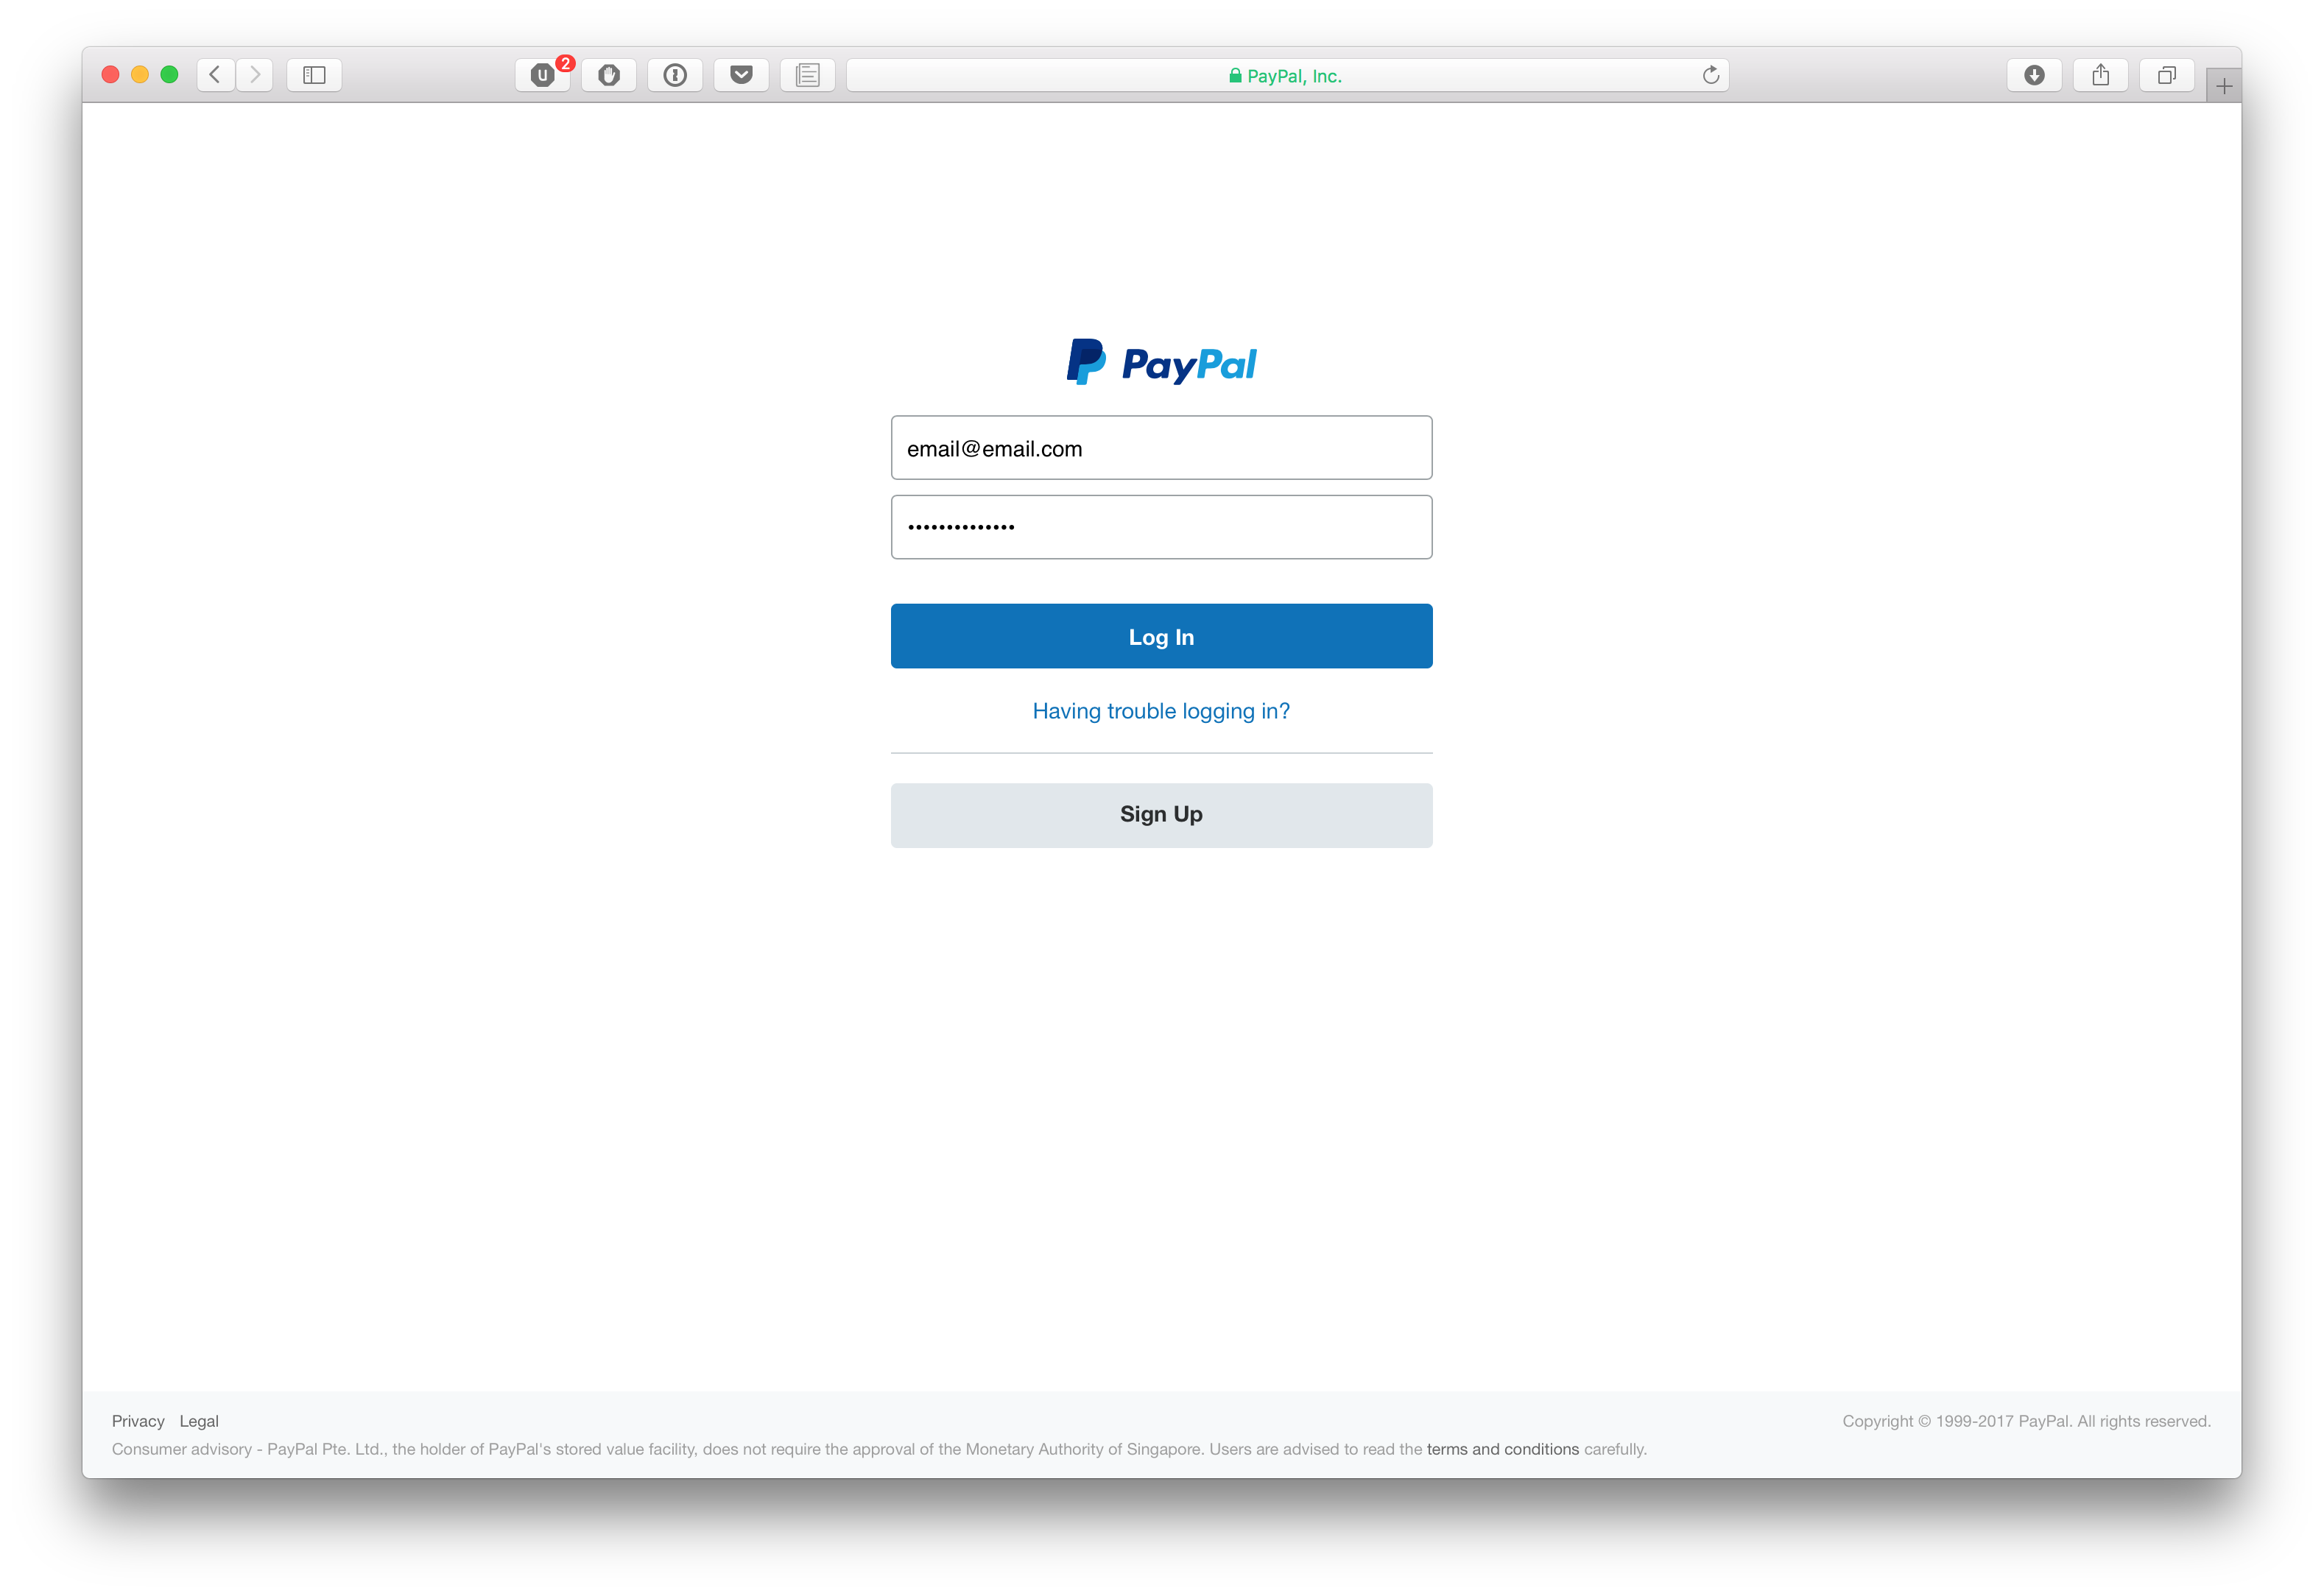 2
PayPal, Inc.
PayPal
email@email.com
••••••••••••••
Log In
Having trouble logging in?
Sign Up
Privacy Legal
Copyright © 1999-2017 PayPal. All rights reserved.
Consumer advisory - PayPal Pte. Ltd., the holder of PayPal's stored value facility, does not require the approval of the Monetary Authority of Singapore. Users are advised to read the terms and conditions carefully.